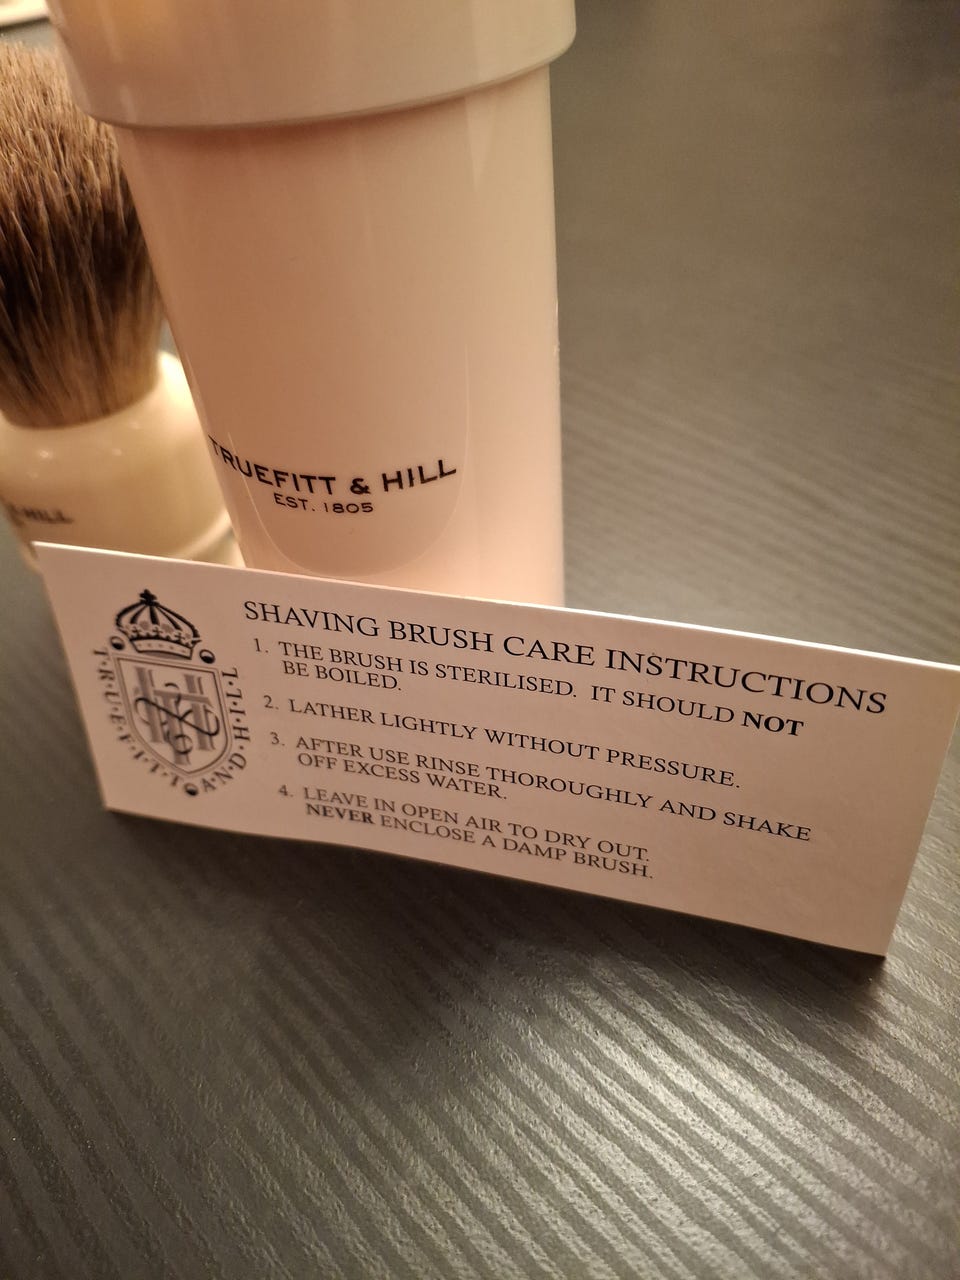 TRUEFITT & HILL
EST. 1805
HILL
SHAVING BRUSH CARE INSTRUCTIONS
1. THE BRUSH IS STERILISED. IT SHOULD NOT
BE BOILED.
2. LATHER LIGHTLY WITHOUT PRESSURE.
3. AFTER USE RINSE THOROUGHLY AND SHAKE
OFF EXCESS WATER.
4. LEAVE IN OPEN AIR TO DRY OUT.
NEVER ENCLOSE A DAMP BRUSH.
T·R·U·E·F·I·T·T AND H·I·L·L